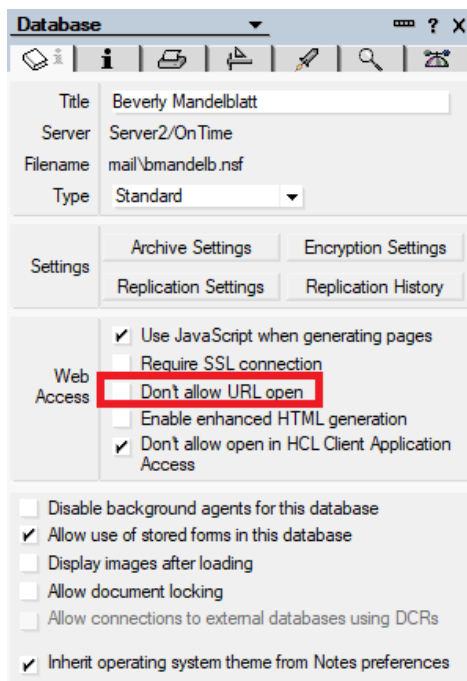 Database ? X
i i
Title Beverly Mandelblatt
Server Server2/OnTime
Filename mail\bmandelb.nsf
Type Standard
Settings
Archive Settings Encryption Settings
Replication Settings Replication History
Web Access
Use JavaScript when generating pages
Require SSL connection
Don't allow URL open
Enable enhanced HTML generation
Don't allow open in HCL Client Application
Access
Disable background agents for this database
Allow use of stored forms in this database
Display images after loading
Allow document locking
Allow connections to external databases using DCRs
Inherit operating system theme from Notes preferences